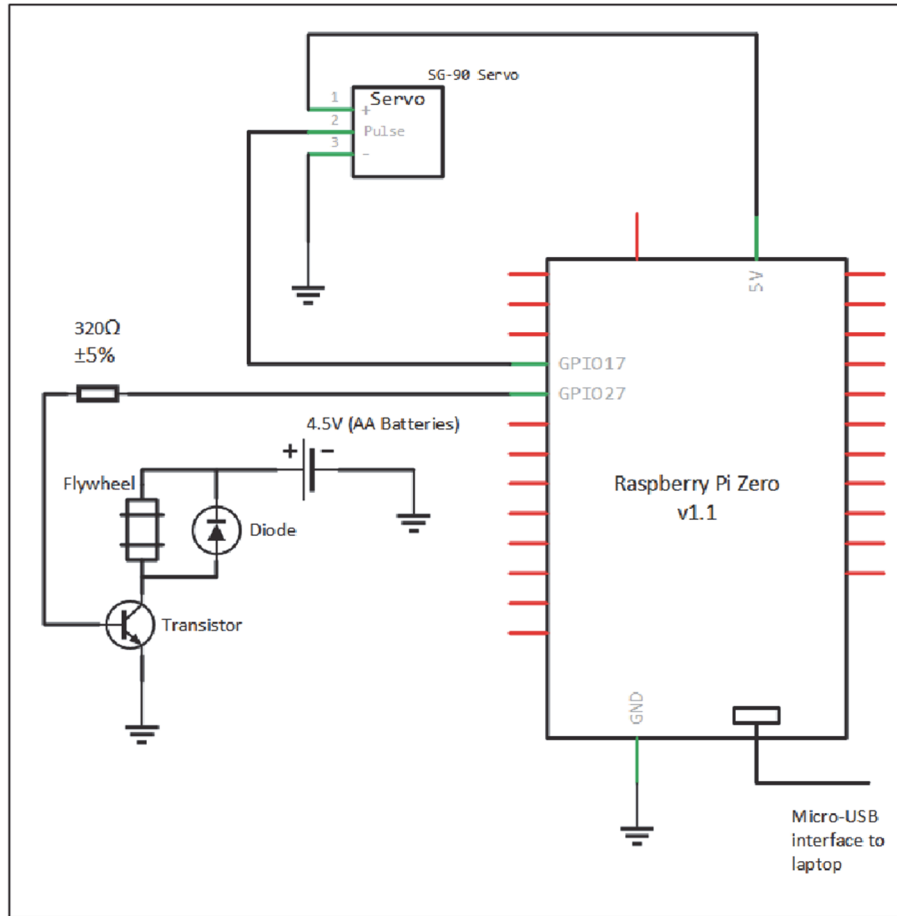 SG-90 Servo
Servo
1
+
2
Pulse
3
-
5V
320Ω
±5%
GPIO17
GPIO27
4.5V (AA Batteries)
+
-
Flywheel
Diode
Raspberry Pi Zero
v1.1
Transistor
GND
Micro-USB
interface to
laptop